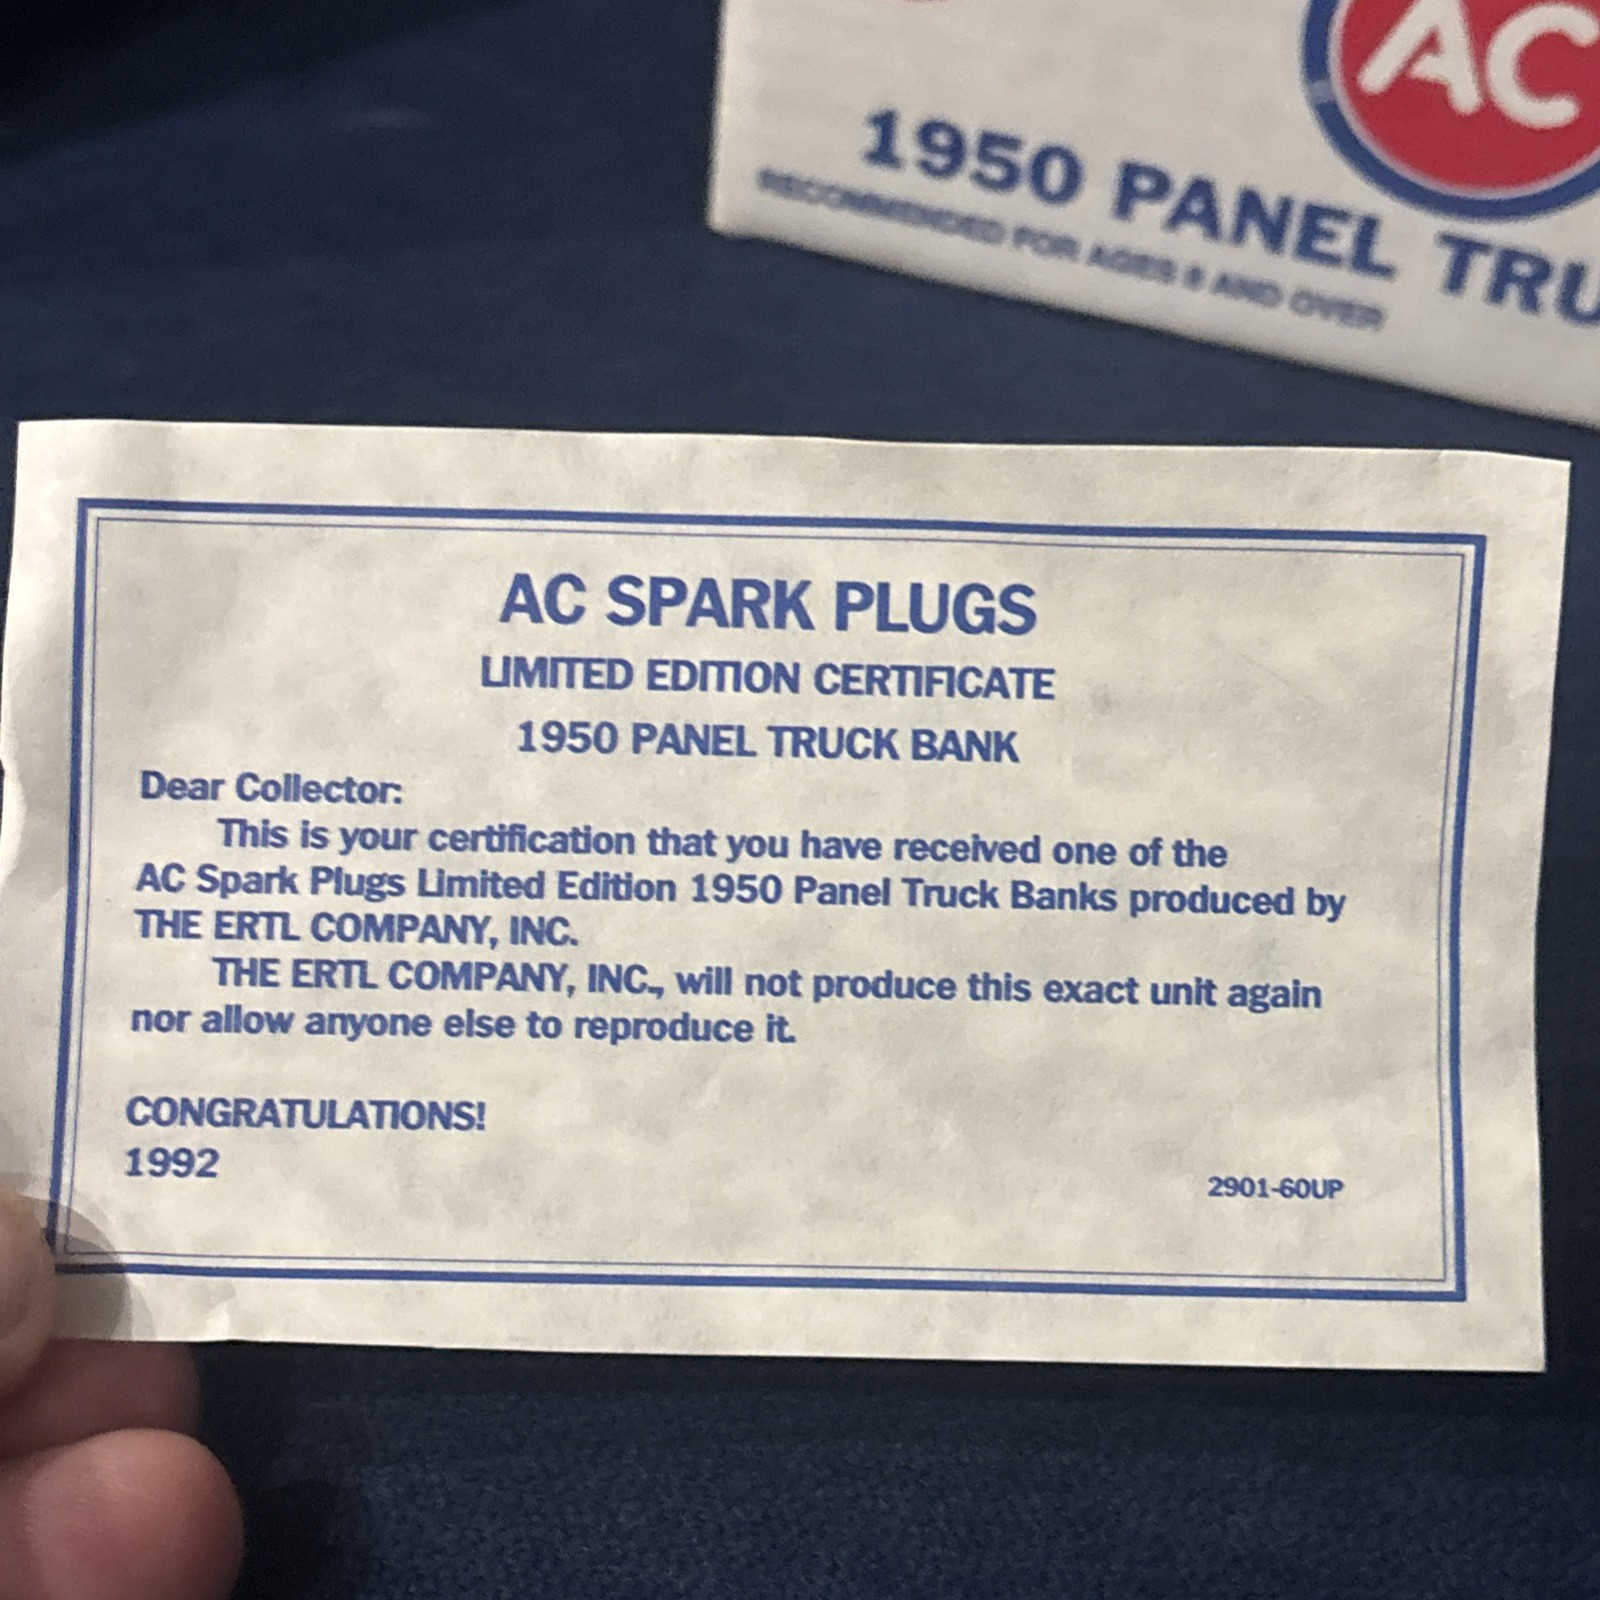 AC
1950 PANEL TRU
RECOMMENDED FOR AGES 8 AND OVER
AC SPARK PLUGS
LIMITED EDITION CERTIFICATE
1950 PANEL TRUCK BANK
Dear Collector:
This is your certification that you have received one of the
AC Spark Plugs Limited Edition 1950 Panel Truck Banks produced by
THE ERTL COMPANY, INC.
THE ERTL COMPANY, INC., will not produce this exact unit again
nor allow anyone else to reproduce it.
CONGRATULATIONS!
1992
2901-60UP